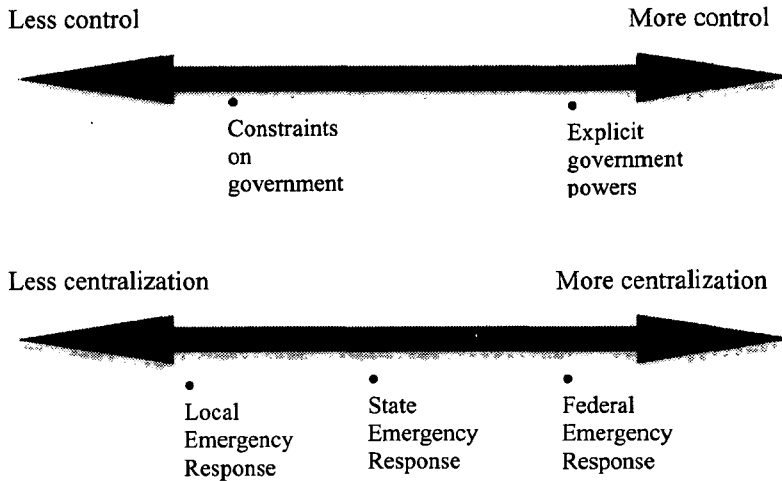 Less control More control
Constraints
on
government
Explicit
government
powers
Less centralization More centralization
Local
Emergency
Response
State
Emergency
Response
Federal
Emergency
Response